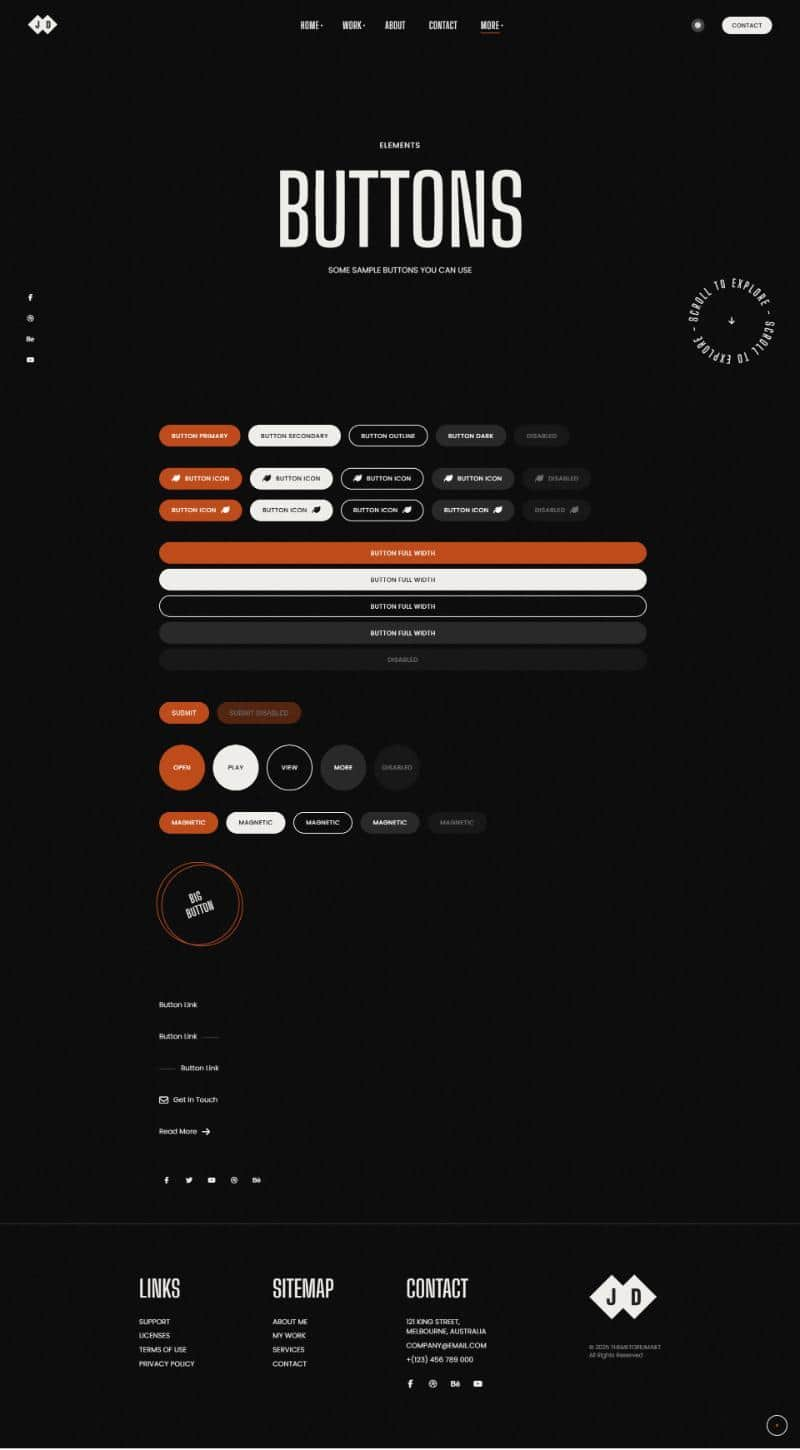 J D
HOME
WORK
ABOUT
CONTACT
MORE
CONTACT
ELEMENTS
BUTTONS
SOME SAMPLE BUTTONS YOU CAN USE
SCROLL TO EXPLORE - SCROLL TO EXPLORE -
BUTTON PRIMARY
BUTTON SECONDARY
BUTTON OUTLINE
BUTTON DARK
DISABLED
BUTTON ICON
BUTTON ICON
BUTTON ICON
BUTTON ICON
DISABLED
BUTTON ICON
BUTTON ICON
BUTTON ICON
BUTTON ICON
DISABLED
BUTTON FULL WIDTH
BUTTON FULL WIDTH
BUTTON FULL WIDTH
BUTTON FULL WIDTH
DISABLED
SUBMIT
SUBMIT DISABLED
OPEN
PLAY
VIEW
MORE
DISABLED
MAGNETIC
MAGNETIC
MAGNETIC
MAGNETIC
MAGNETIC
BIG
BUTTON
Button Link
Button Link
Button Link
Get in Touch
Read More
LINKS
SUPPORT
LICENSES
TERMS OF USE
PRIVACY POLICY
SITEMAP
ABOUT ME
MY WORK
SERVICES
CONTACT
CONTACT
121 KING STREET,
MELBOURNE, AUSTRALIA
COMPANY@EMAIL.COM
+(123) 456 789 000
J D
All Rights Reserved